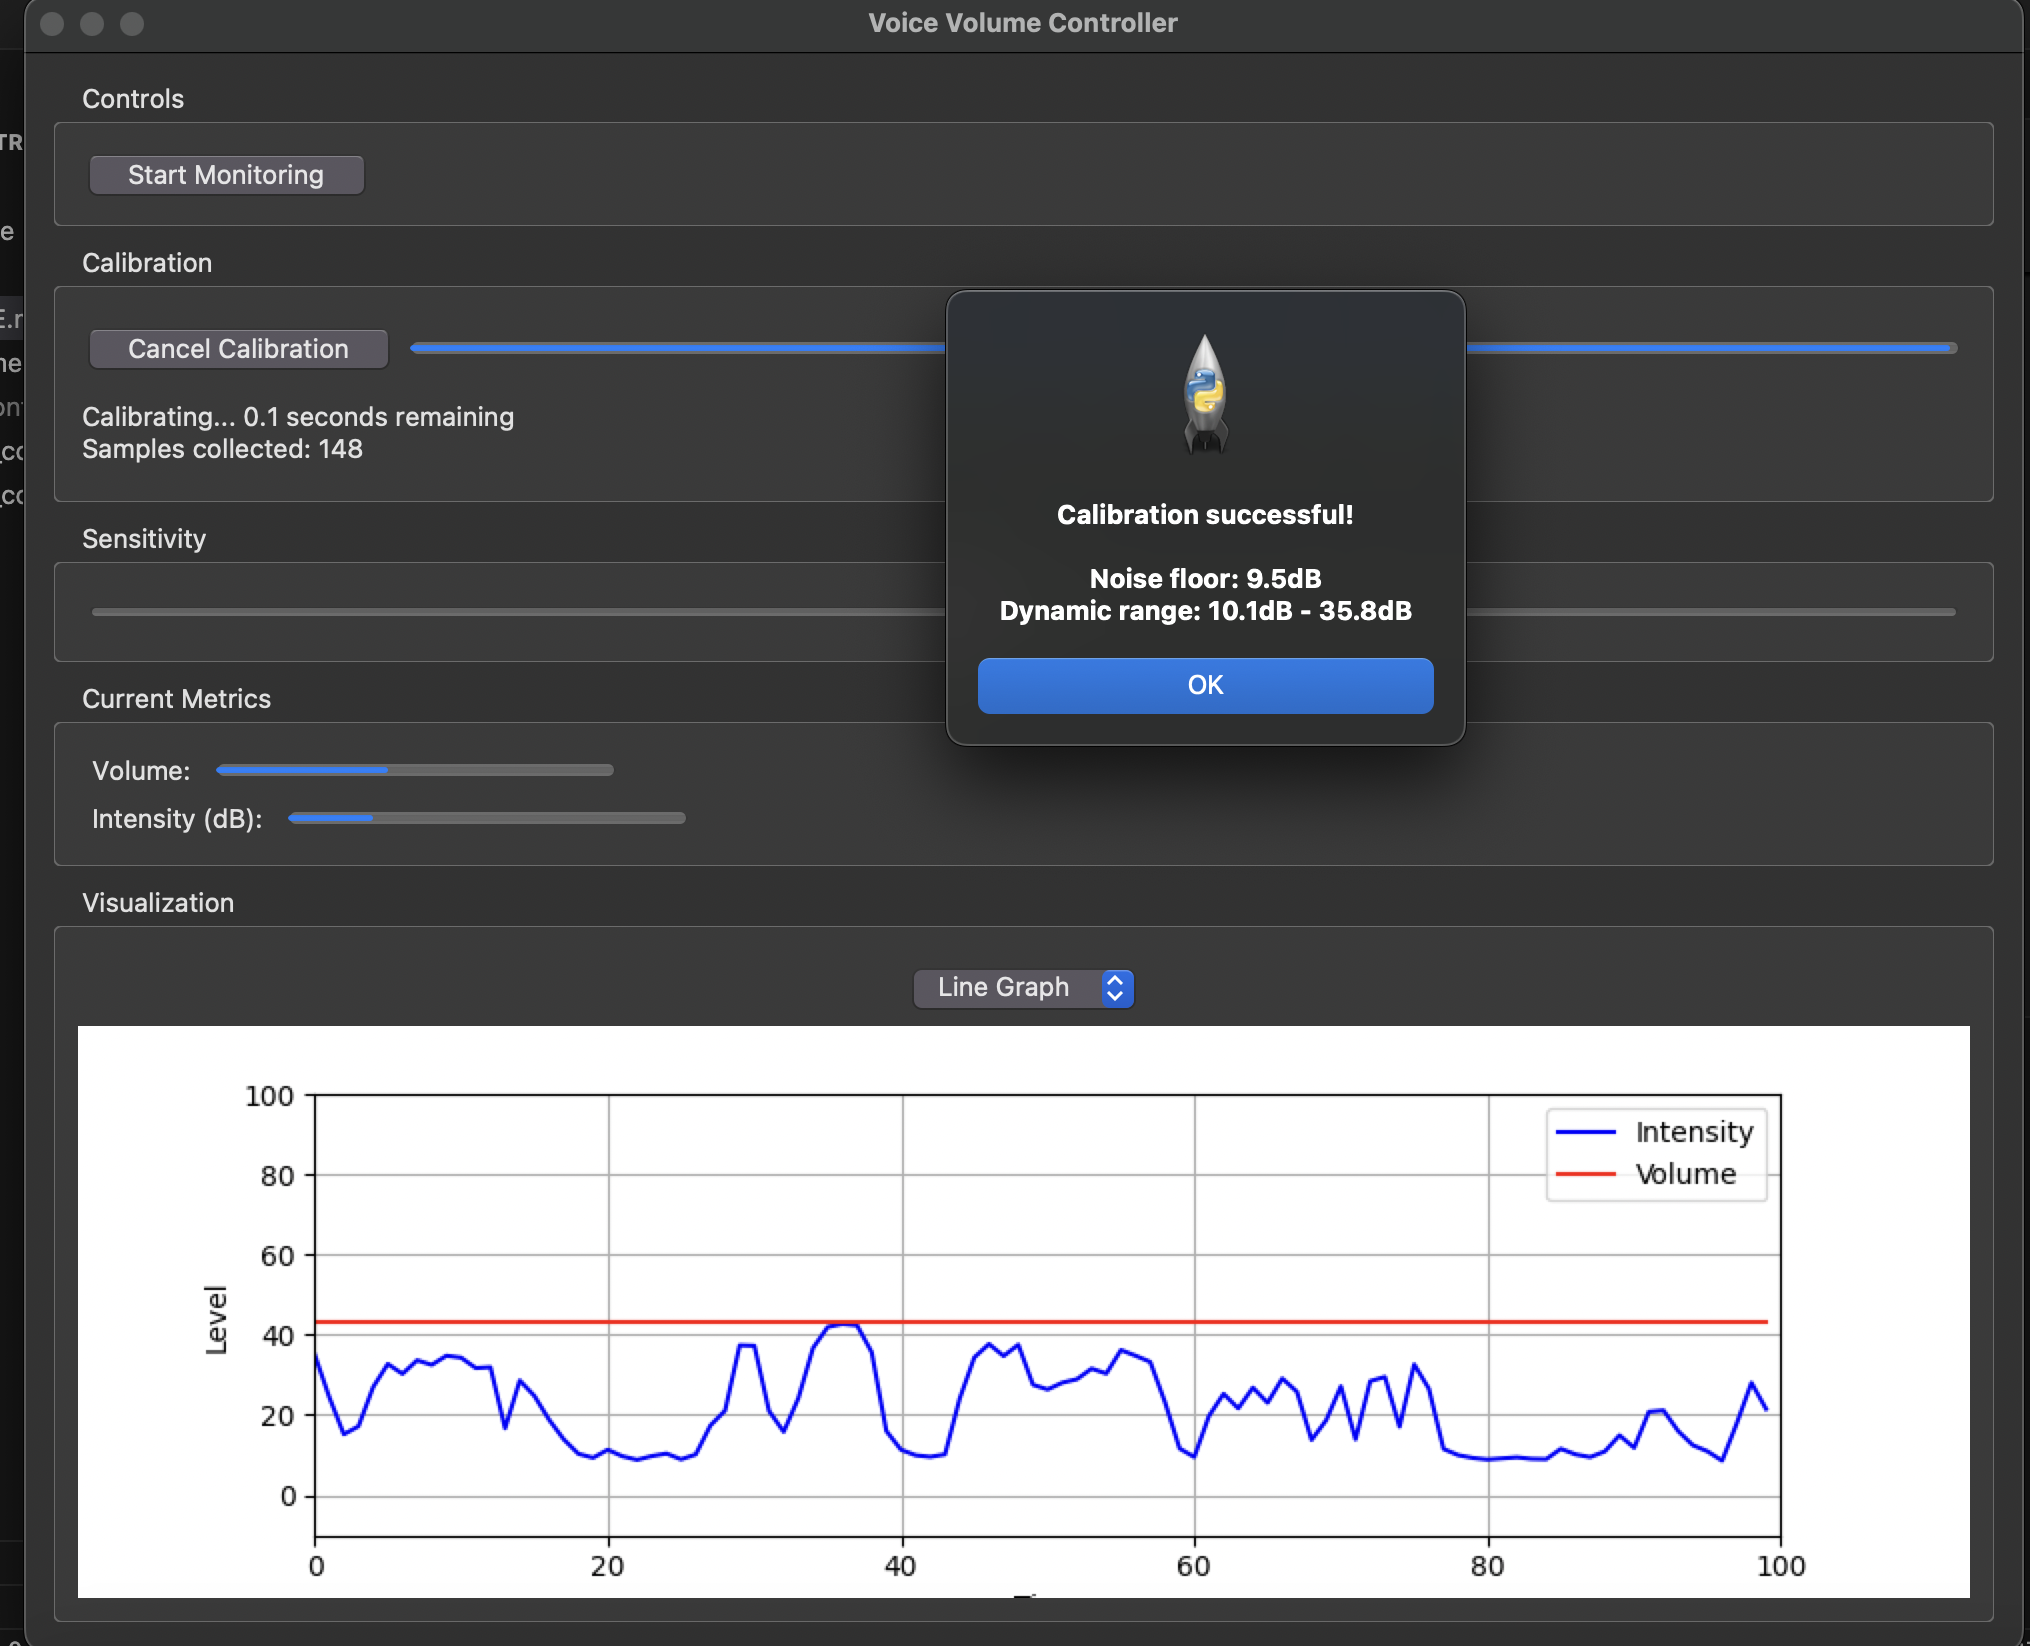 Voice Volume Controller
Controls
Start Monitoring
Calibration
Cancel Calibration
Calibrating... 0.1 seconds remaining
Samples collected: 148
Calibration successful!
Noise floor: 9.5dB
Dynamic range: 10.1dB - 35.8dB
OK
Sensitivity
Current Metrics
Volume:
Intensity (dB):
Visualization
Line Graph
100
80
60
40
20
0
Level
Intensity
Volume
0 20 40 60 80 100